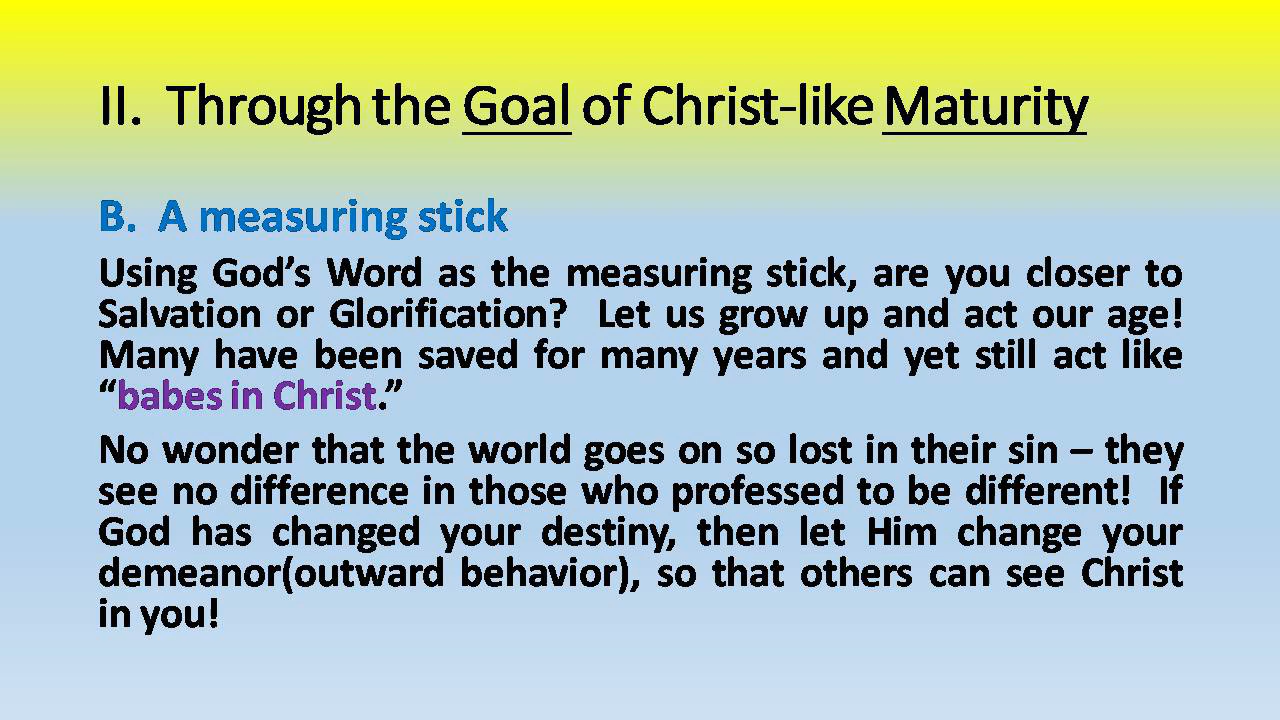 II. Through the Goal of Christ-like Maturity
B. A measuring stick
Using God’s Word as the measuring stick, are you closer to
Salvation or Glorification? Let us grow up and act our age!
Many have been saved for many years and yet still act like
“babes in Christ.”
No wonder that the world goes on so lost in their sin – they
see no difference in those who professed to be different! If
God has changed your destiny, then let Him change your
demeanor(outward behavior), so that others can see Christ
in you!